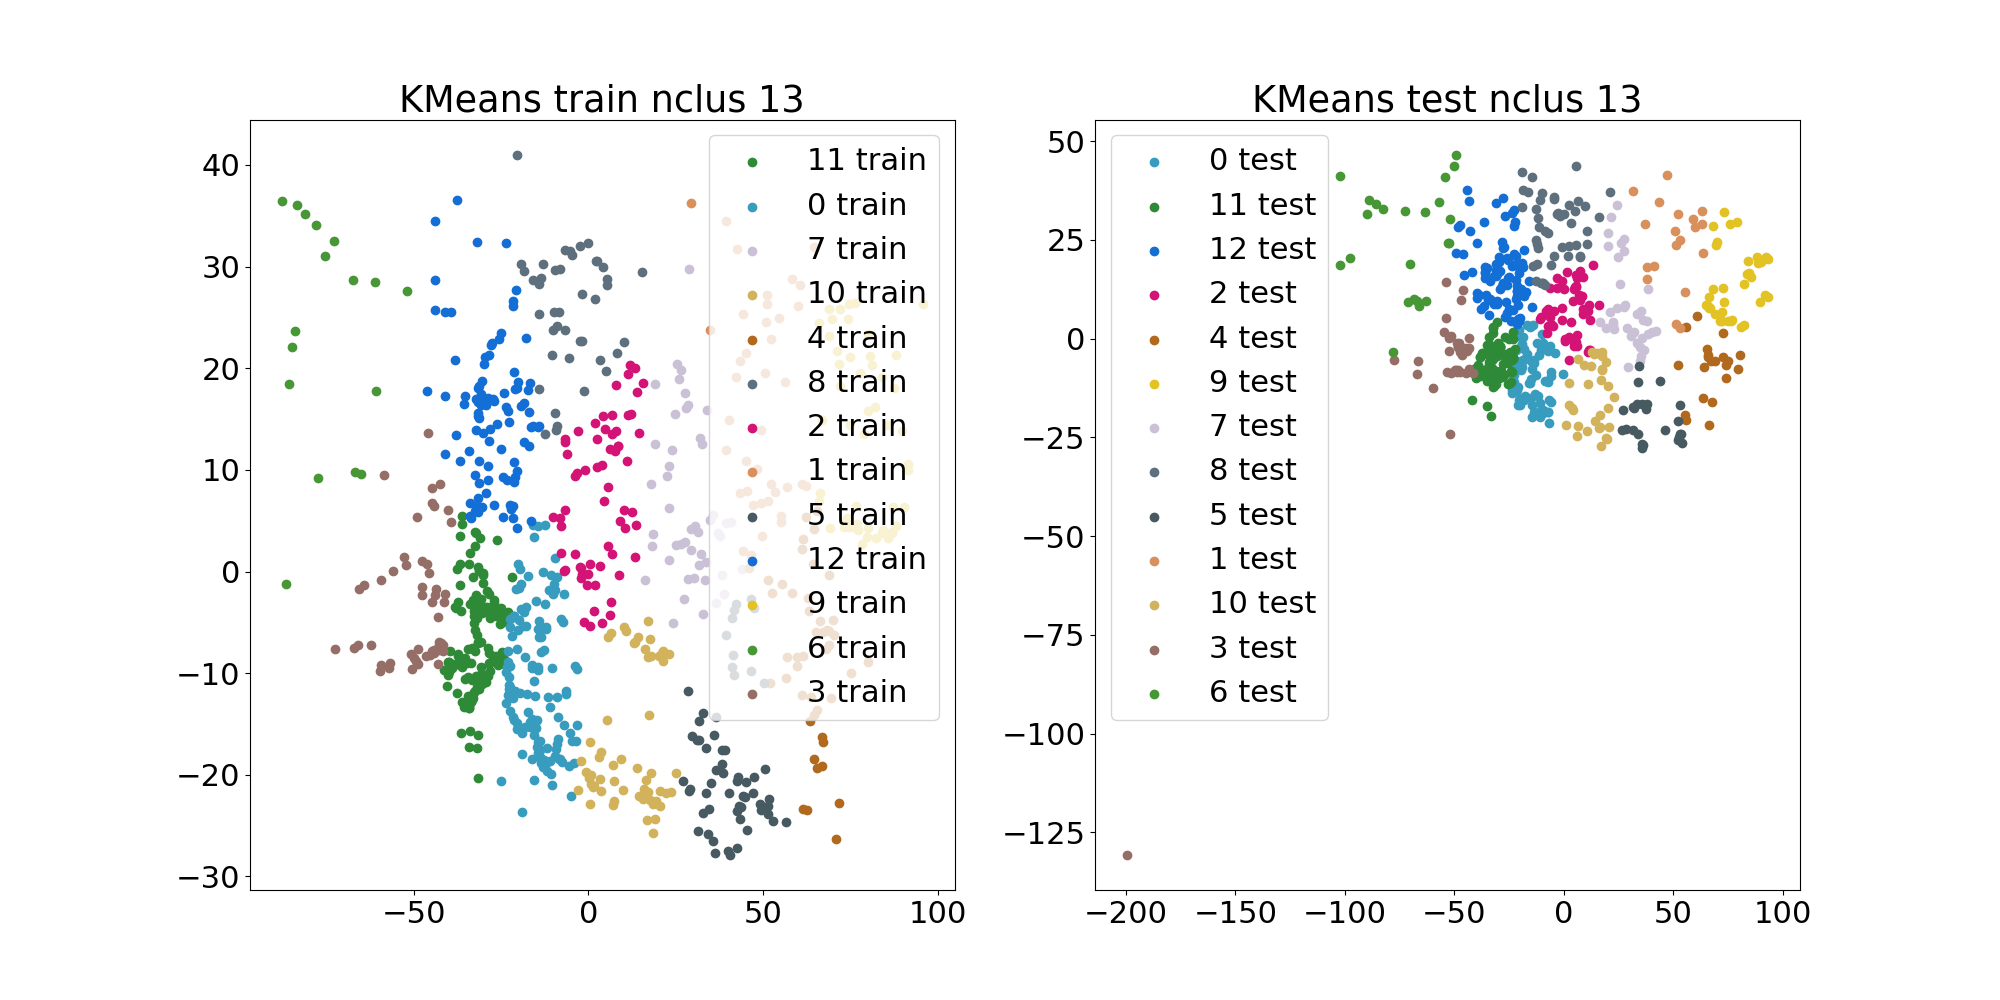 KMeans train nclus 13
40
30
20
10
0
−10
−20
−30
−50
0
50
100
11 train
0 train
7 train
10 train
4 train
8 train
2 train
1 train
5 train
12 train
9 train
6 train
3 train
KMeans test nclus 13
50
25
0
−25
−50
−75
−100
−125
−200
−150
−100
−50
0
50
100
0 test
11 test
12 test
2 test
4 test
9 test
7 test
8 test
5 test
1 test
10 test
3 test
6 test